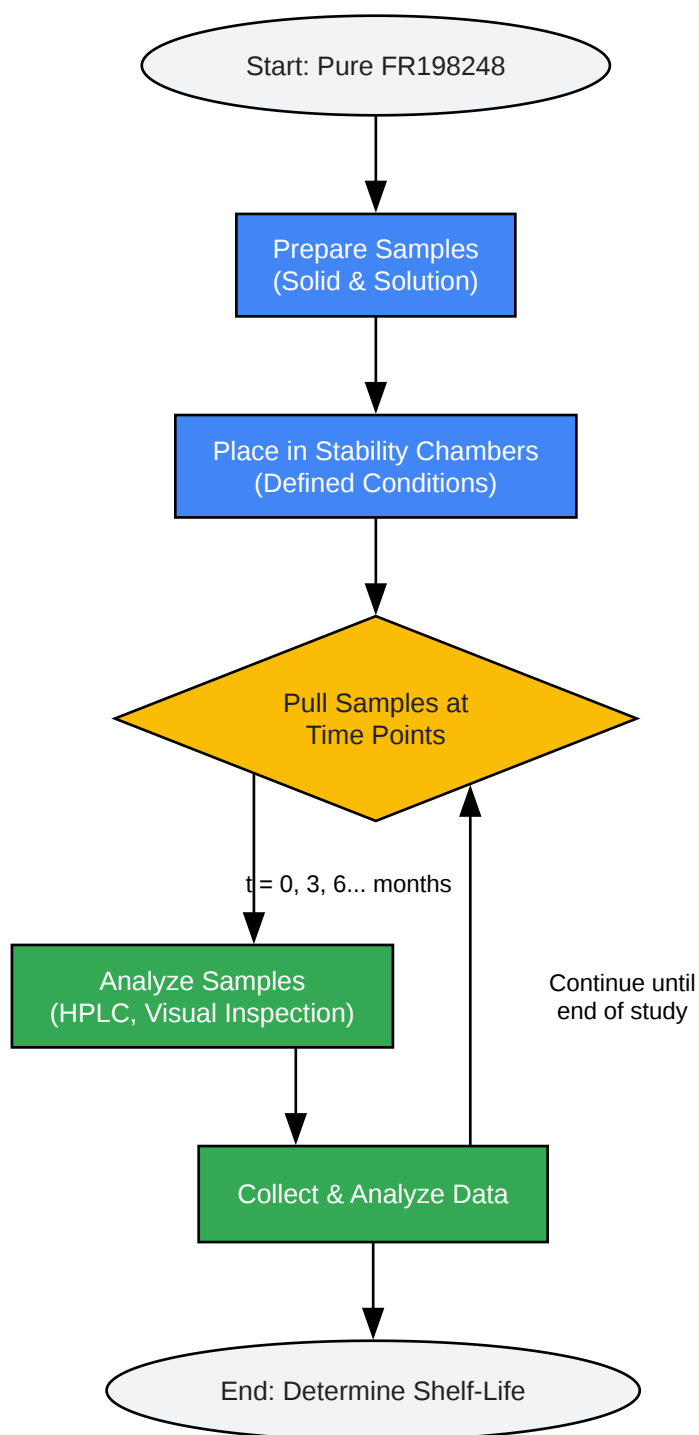 Start: Pure FR198248
Prepare Samples
(Solid & Solution)
Place in Stability Chambers
(Defined Conditions)
Pull Samples at
Time Points
t = 0, 3, 6... months
Analyze Samples
(HPLC, Visual Inspection)
Continue until
end of study
Collect & Analyze Data
End: Determine Shelf-Life